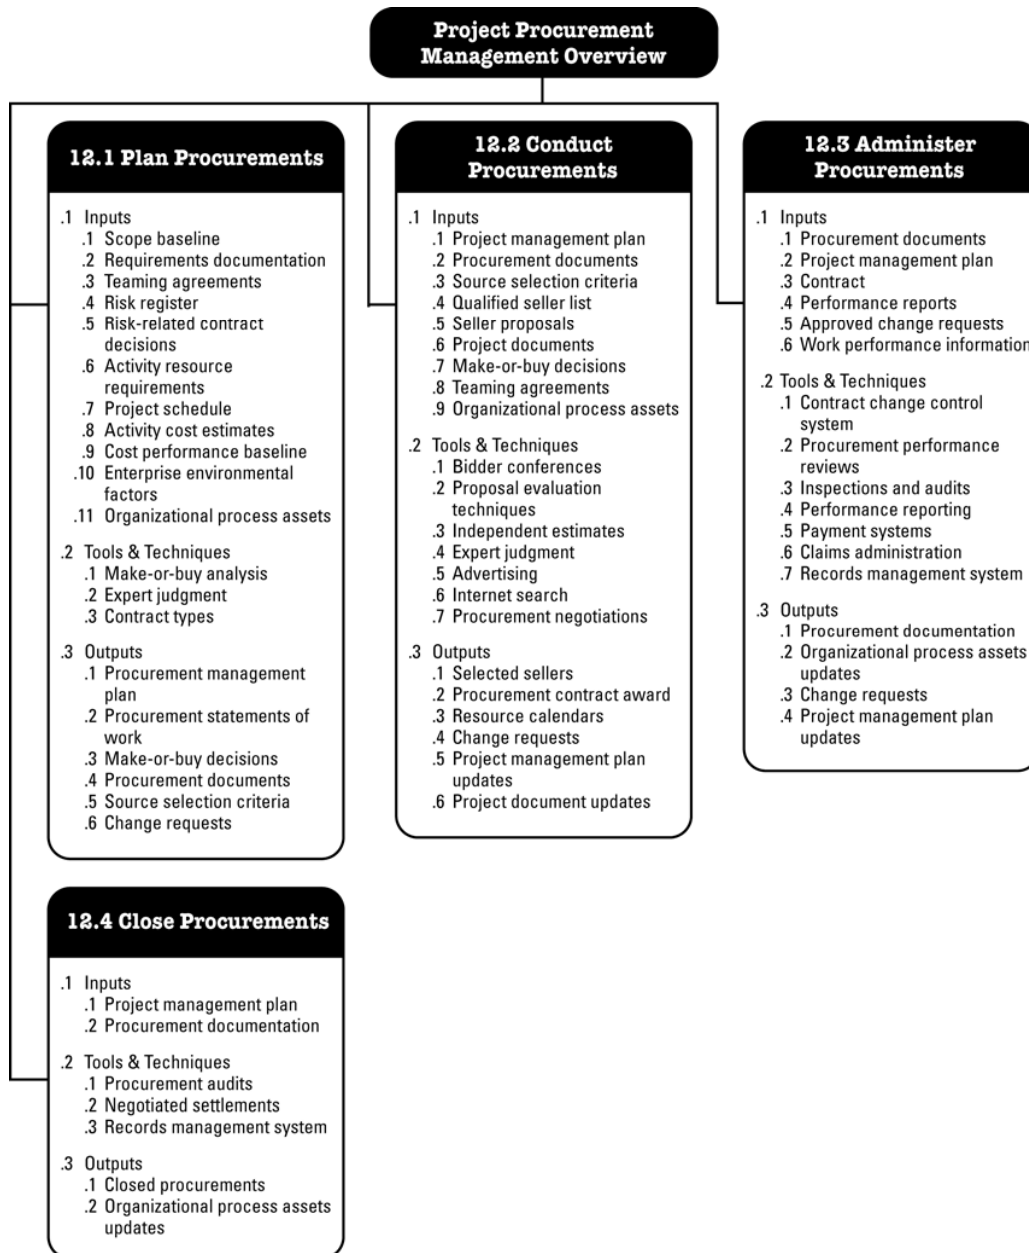 Project Procurement
Management Overview
12.1 Plan Procurements
.1 Inputs
.1 Scope baseline
.2 Requirements documentation
.3 Teaming agreements
.4 Risk register
.5 Risk-related contract
decisions
.6 Activity resource
requirements
.7 Project schedule
.8 Activity cost estimates
.9 Cost performance baseline
.10 Enterprise environmental
factors
.11 Organizational process assets
.2 Tools & Techniques
.1 Make-or-buy analysis
.2 Expert judgment
.3 Contract types
.3 Outputs
.1 Procurement management
plan
.2 Procurement statements of
work
.3 Make-or-buy decisions
.4 Procurement documents
.5 Source selection criteria
.6 Change requests
12.2 Conduct
Procurements
.1 Inputs
.1 Project management plan
.2 Procurement documents
.3 Source selection criteria
.4 Qualified seller list
.5 Seller proposals
.6 Project documents
.7 Make-or-buy decisions
.8 Teaming agreements
.9 Organizational process assets
.2 Tools & Techniques
.1 Bidder conferences
.2 Proposal evaluation
techniques
.3 Independent estimates
.4 Expert judgment
.5 Advertising
.6 Internet search
.7 Procurement negotiations
.3 Outputs
.1 Selected sellers
.2 Procurement contract award
.3 Resource calendars
.4 Change requests
.5 Project management plan
updates
.6 Project document updates
12.3 Administer
Procurements
.1 Inputs
.1 Procurement documents
.2 Project management plan
.3 Contract
.4 Performance reports
.5 Approved change requests
.6 Work performance information
.2 Tools & Techniques
.1 Contract change control
system
.2 Procurement performance
reviews
.3 Inspections and audits
.4 Performance reporting
.5 Payment systems
.6 Claims administration
.7 Records management system
.3 Outputs
.1 Procurement documentation
.2 Organizational process assets
updates
.3 Change requests
.4 Project management plan
updates
12.4 Close Procurements
.1 Inputs
.1 Project management plan
.2 Procurement documentation
.2 Tools & Techniques
.1 Procurement audits
.2 Negotiated settlements
.3 Records management system
.3 Outputs
.1 Closed procurements
.2 Organizational process assets
updates